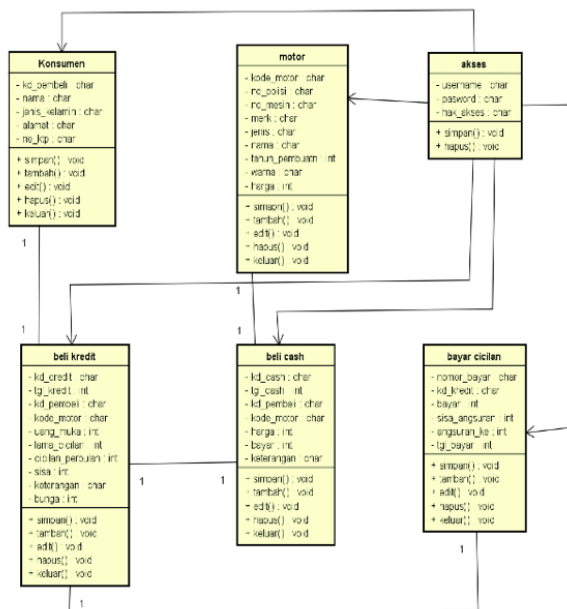 Konsumen
- kd_pembeli : char
- nama : char
- jenis_kelamin : char
- alamat : char
- no_ktp : char
+ simpan() : void
+ tambah() : void
+ edit() : void
+ hapus() : void
+ keluar() : void
motor
- kode_motor : char
- no_polisi : char
- no_mesin : char
- merk : char
- jenis : char
- nama : char
- tahun_pembuatn : int
- warna : char
- harga : int
+ simapn() : void
+ tambah() : void
+ edit() : void
+ hapus() : void
+ keluar() : void
akses
- username : char
- pasword : char
- hak_akses : char
+ simpan() : void
+ hapus() : void
1
1
1
1
beli kredit
- kd_credit : char
- tgl_kredit : int
- kd_pembeli : char
- kode_motor : char
- uang_muka : int
- lama_cicilan : int
- cicilan_perbulan : int
- sisa : int
- keterangan : char
- bunga : int
+ simpan() : void
+ tambah() : void
+ edit() : void
+ hapus() : void
+ keluar() : void
beli cash
- kd_cash : char
- tgl_cash : int
- kd_pembeli : char
- kode_motor : char
- harga : int
- bayar : int
- keterangan : char
+ simpan() : void
+ tambah() : void
+ edit() : void
+ hapus() : void
+ keluar() : void
bayar cicilan
- nomor_bayar : char
- kd_kredit : char
- bayar : int
- sisa_angsuran : int
- angsuran_ke : int
- tgl_bayar : int
+ simpan() : void
+ tambah() : void
+ edit() : void
+ hapus() : void
+ keluar() : void
1
1
1
1